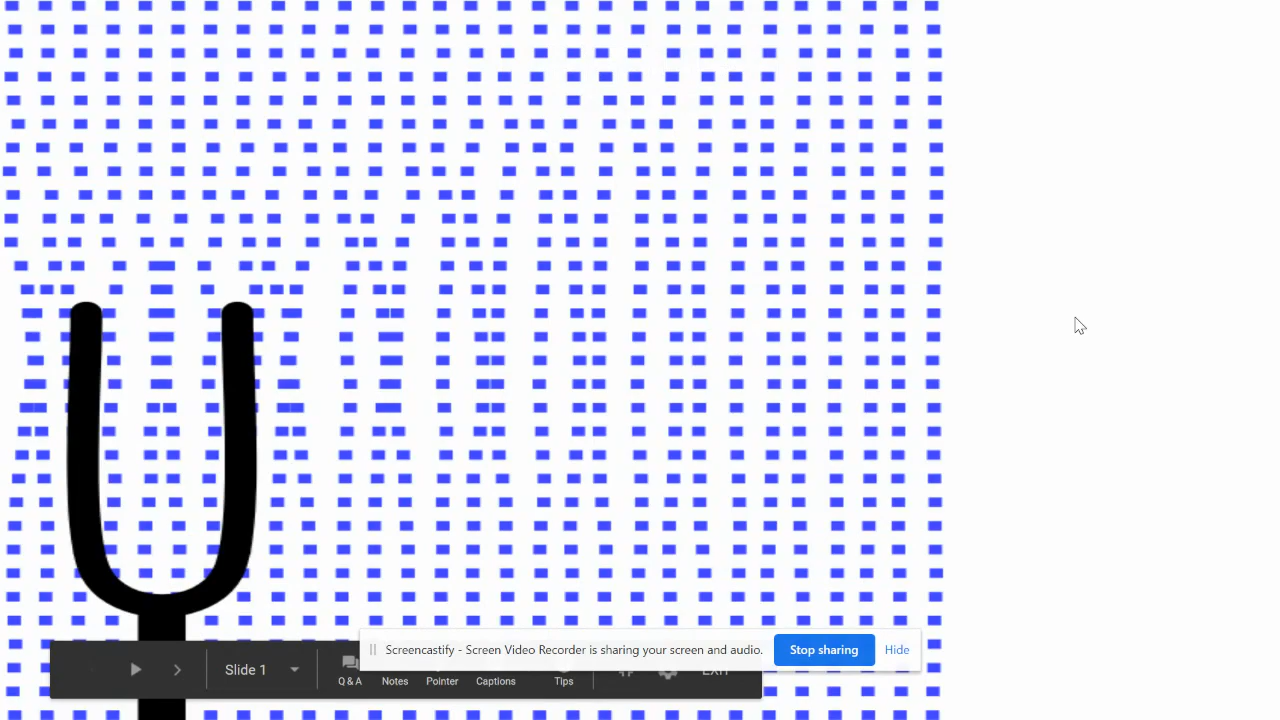 Screencastify - Screen Video Recorder is sharing your screen and audio.
Stop sharing
Hide
Slide 1
EXIT
Q & A
Notes
Pointer
Captions
Tips